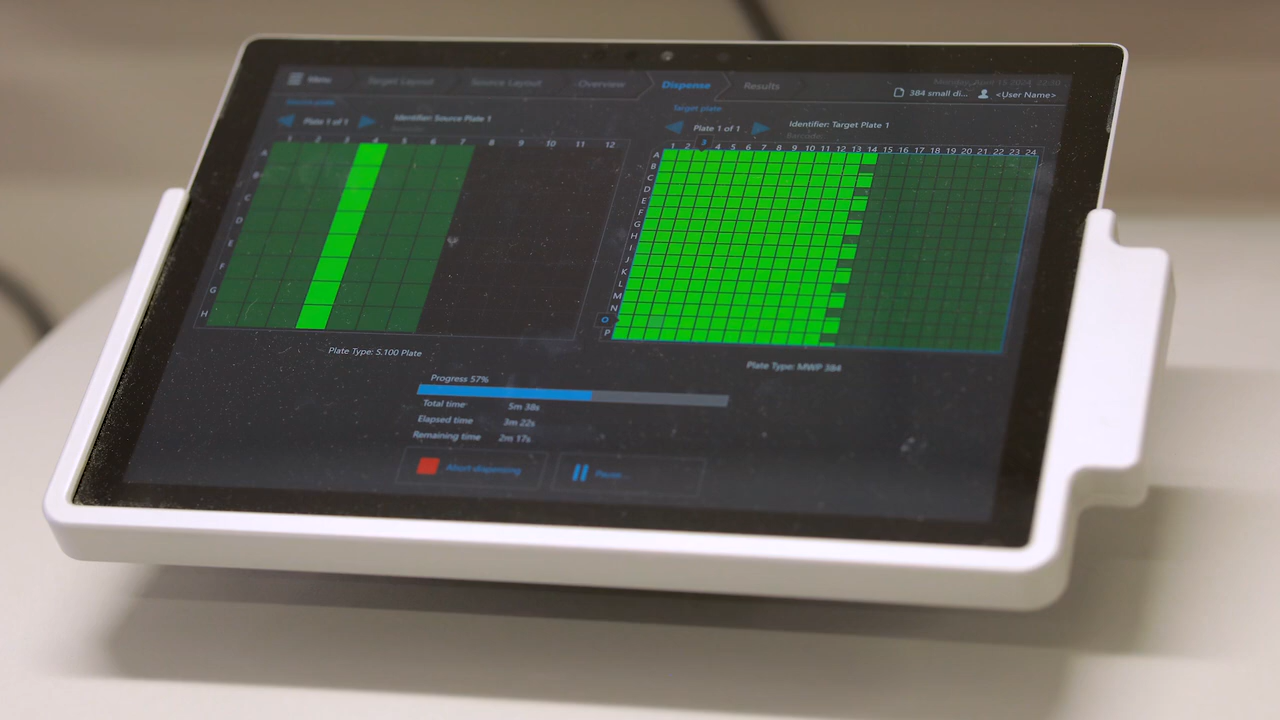 Menu Target Layout Source Layout Overview Dispense Results
384 small di... <User Name>
Source plate
Target plate
Plate 1 of 1 Identifier: Source Plate 1
Plate 1 of 1 Identifier: Target Plate 1
Barcode:
Barcode:
1 2 3 4 5 6 7 8 9 10 11 12
1 2 3 4 5 6 7 8 9 10 11 12 13 14 15 16 17 18 19 20 21 22 23 24
A
B
C
D
E
F
G
H
A
B
C
D
E
F
G
H
I
J
K
L
M
N
O
P
Plate Type: S.100 Plate
Plate Type: MWP 384
Progress 57%
Total time 5m 38s
Elapsed time 3m 22s
Remaining time 2m 17s
Abort dispensing Pause